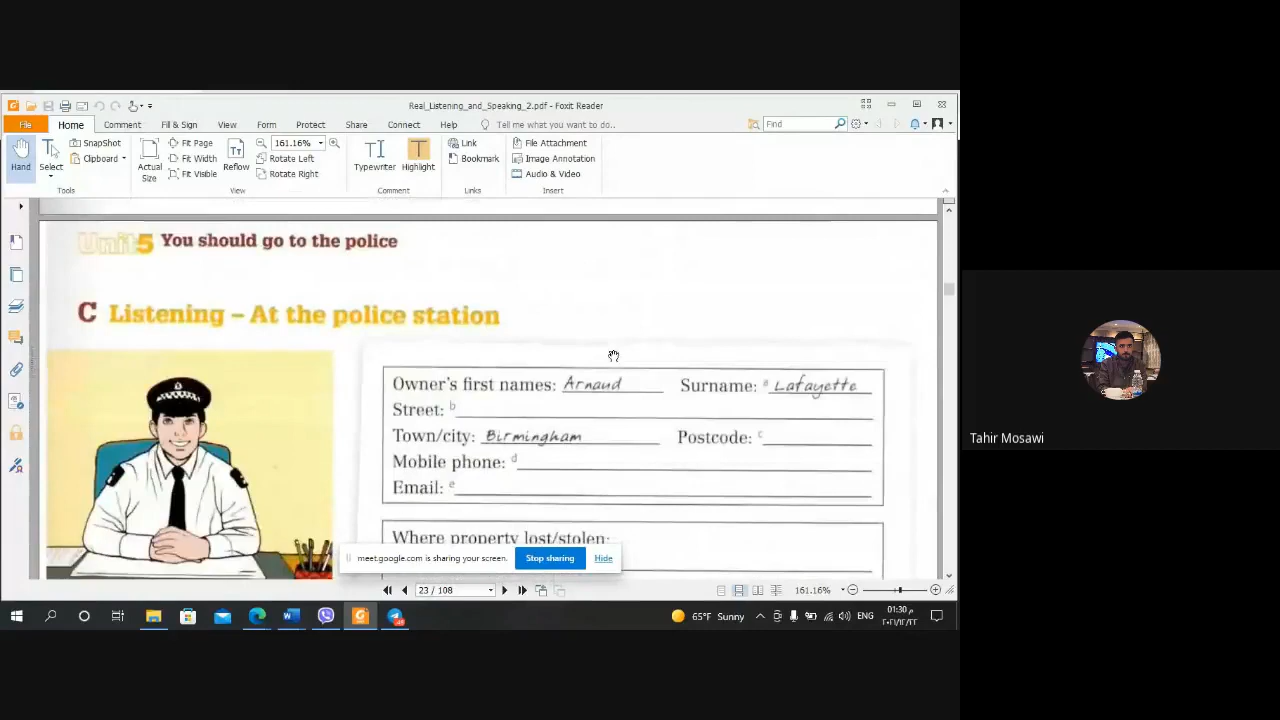 Real_Listening_and_Speaking_2.pdf - Foxit Reader
File Home Comment Fill & Sign View Form Protect Share Connect Help Tell me what you want to do.. Find
Hand
Select
SnapShot
Clipboard
Actual Size
Fit Page
Fit Width
Fit Visible
Reflow
161.16%
Rotate Left
Rotate Right
Typewriter
Highlight
Link
Bookmark
File Attachment
Image Annotation
Audio & Video
Tools View Comment Links Insert
Unit5 You should go to the police
C Listening – At the police station
Owner's first names: Arnaud Surname: a Lafayette
Street: b
Town/city: Birmingham Postcode: c
Mobile phone: d
Email: e
Where property lost/stolen:
meet.google.com is sharing your screen. Stop sharing Hide
23 / 108 161.16%
65°F Sunny ENG 01:30 م
Tahir Mosawi